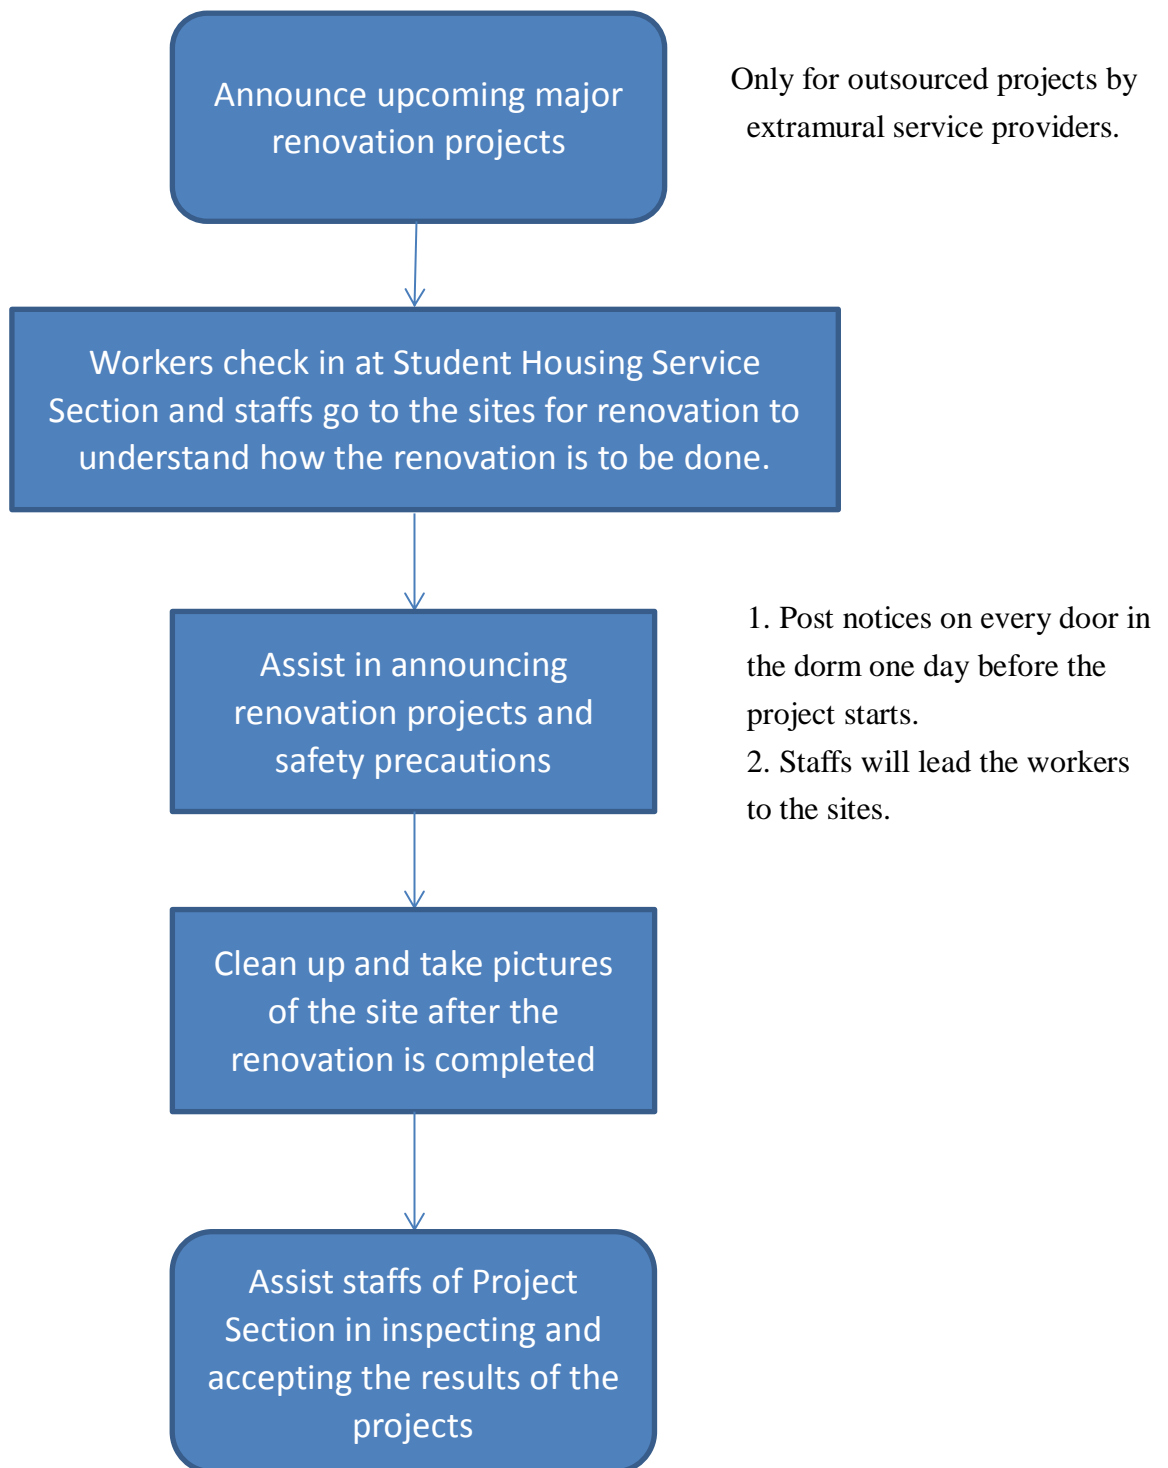 Announce upcoming major
renovation projects
Only for outsourced projects by
extramural service providers.
Workers check in at Student Housing Service
Section and staffs go to the sites for renovation to
understand how the renovation is to be done.
Assist in announcing
renovation projects and
safety precautions
1. Post notices on every door in
the dorm one day before the
project starts.
2. Staffs will lead the workers
to the sites.
Clean up and take pictures
of the site after the
renovation is completed
Assist staffs of Project
Section in inspecting and
accepting the results of the
projects